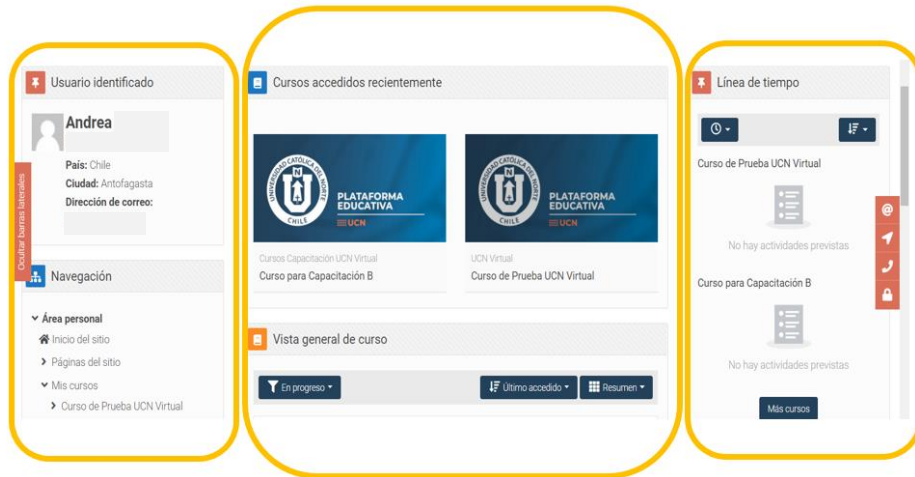 Usuario identificado
Andrea
País: Chile
Ciudad: Antofagasta
Dirección de correo:
Ocultar barras laterales
Navegación
Área personal
Inicio del sitio
Páginas del sitio
Mis cursos
Curso de Prueba UCN Virtual
Cursos accedidos recientemente
UNIVERSIDAD CATÓLICA DEL NORTE
CHILE
PLATAFORMA
EDUCATIVA
UCN
Cursos Capacitación UCN Virtual
Curso para Capacitación B
UNIVERSIDAD CATÓLICA DEL NORTE
CHILE
PLATAFORMA
EDUCATIVA
UCN
UCN Virtual
Curso de Prueba UCN Virtual
Vista general de curso
En progreso
Último accedido
Resumen
Línea de tiempo
Curso de Prueba UCN Virtual
No hay actividades previstas
Curso para Capacitación B
No hay actividades previstas
Más cursos